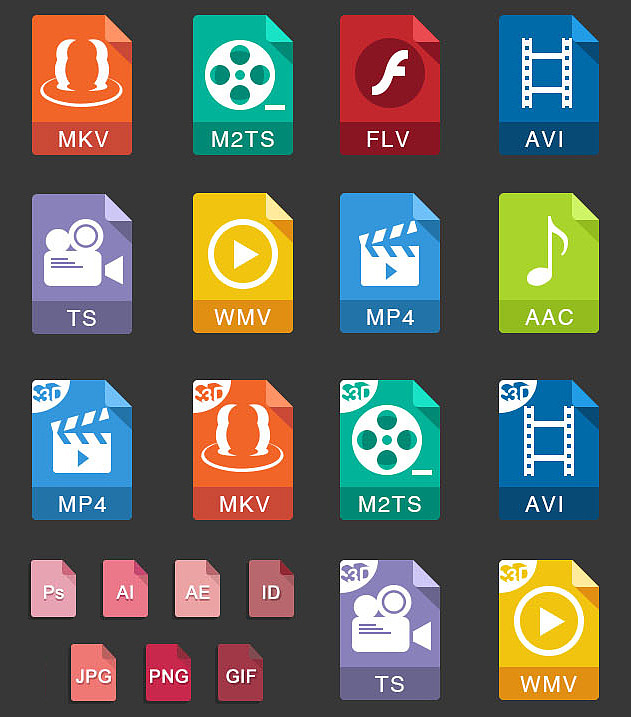 MKV
M2TS
FLV
AVI
TS
WMV
MP4
AAC
3D
MP4
3D
MKV
3D
M2TS
3D
AVI
Ps
AI
AE
ID
JPG
PNG
GIF
3D
TS
3D
WMV